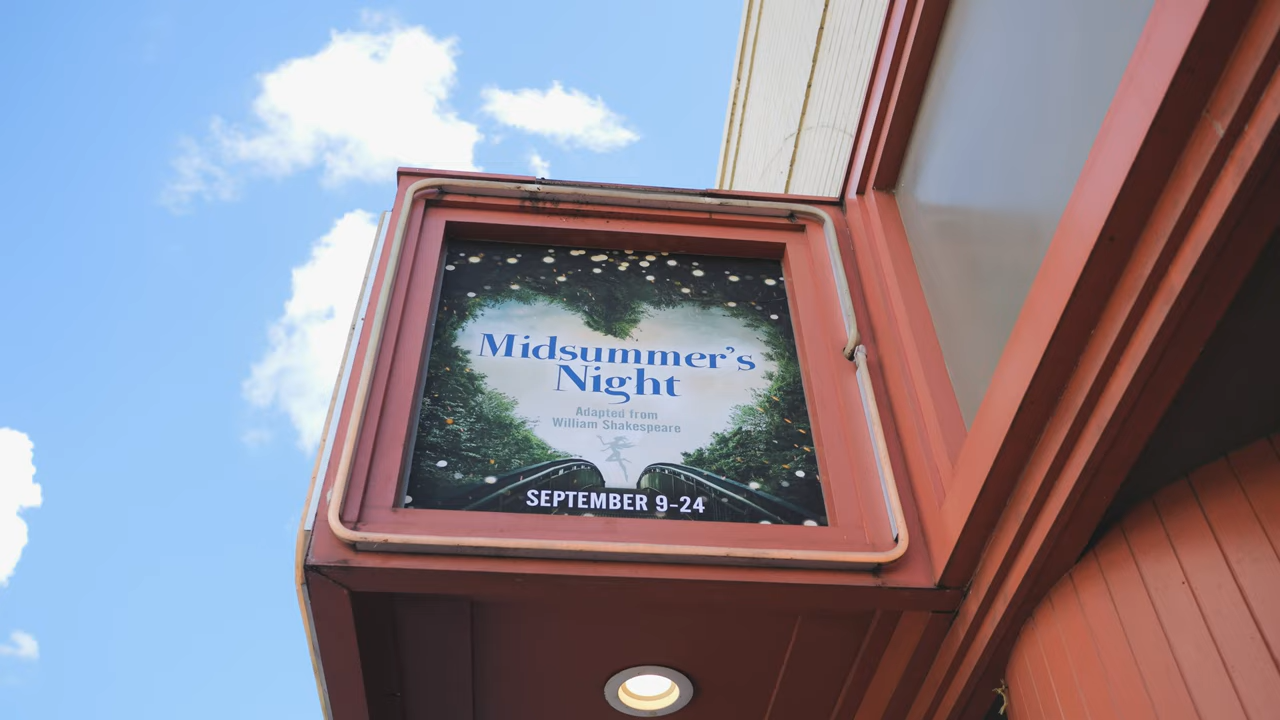 Midsummer's
Night
Adapted from
William Shakespeare
SEPTEMBER 9-24